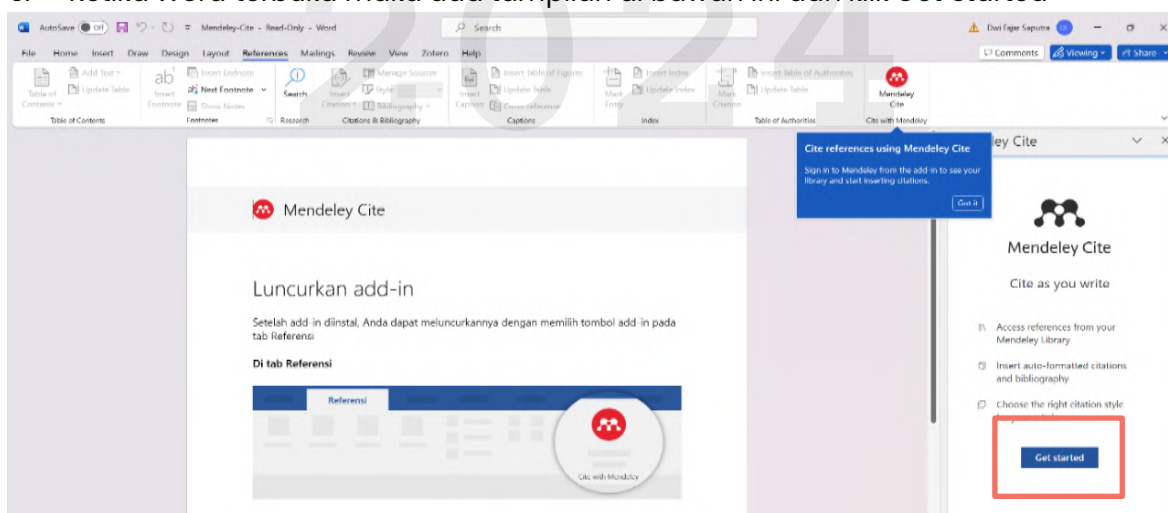 Ketika Word terbuka maka ada tampilan di bawah ini dan klik Get started
2024
AutoSave Off Mendeley-Cite - Read-Only - Word Search Dwi Fajar Saputra
File Home Insert Draw Design Layout References Mailings Review View Zotero Help Comments Viewing Share
Table of Contents
Add Text
Update Table
Table of Contents
ab
Insert Footnote
Insert Endnote
Next Footnote
Show Notes
Footnotes
Search
Research
Insert Citation
Manage Sources
Style:
Bibliography
Citations & Bibliography
Insert Caption
Insert Table of Figures
Update Table
Cross-reference
Captions
Mark Entry
Insert Index
Update Index
Index
Mark Citation
Insert Table of Authorities
Update Table
Table of Authorities
Mendeley Cite
Cite with Mendeley
Cite references using Mendeley Cite
Sign in to Mendeley from the add-in to see your
library and start inserting citations.
Got it
ley Cite
Mendeley Cite
Luncurkan add-in
Setelah add-in diinstal, Anda dapat meluncurkannya dengan memilih tombol add-in pada
tab Referensi
Di tab Referensi
Referensi
Cite with Mendeley
Mendeley Cite
Cite as you write
Access references from your
Mendeley Library
Insert auto-formatted citations
and bibliography
Choose the right citation style
Get started